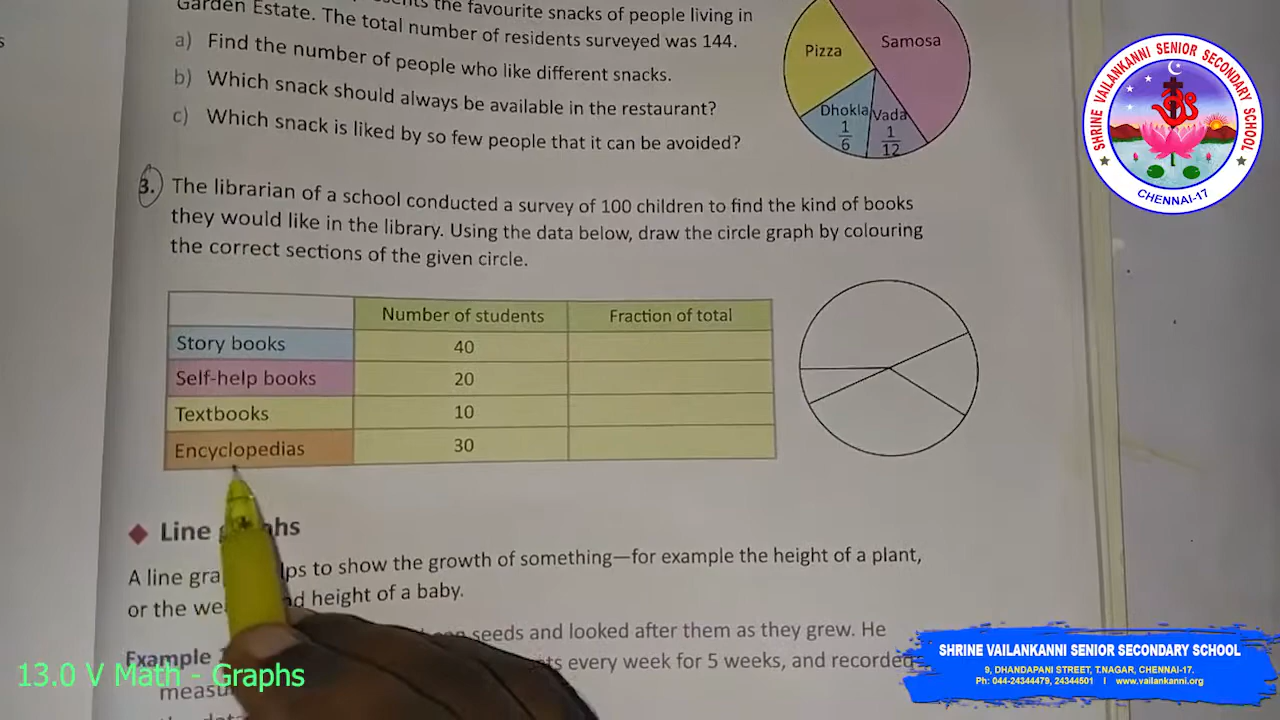 the favourite snacks of people living in
Garden Estate. The total number of residents surveyed was 144.
a) Find the number of people who like different snacks.
b) Which snack should always be available in the restaurant?
c) Which snack is liked by so few people that it can be avoided?
Pizza
Samosa
Dhokla
1
6
Vada
1
12
SHRINE VAILANKANNI SENIOR SECONDARY SCHOOL
CHENNAI-17
3. The librarian of a school conducted a survey of 100 children to find the kind of books
they would like in the library. Using the data below, draw the circle graph by colouring
the correct sections of the given circle.
Number of students Fraction of total
Story books 40
Self-help books 20
Textbooks 10
Encyclopedias 30
Line
A line helps to show the growth of something—for example the height of a plant,
or the height of a baby.
seeds and looked after them as they grew. He
Example every week for 5 weeks, and recorded
13.0 V Math - Graphs
SHRINE VAILANKANNI SENIOR SECONDARY SCHOOL
9, DHANDAPANI STREET, T.NAGAR, CHENNAI-17.
Ph: 044-24344479, 24344501 I www.vailankanni.org